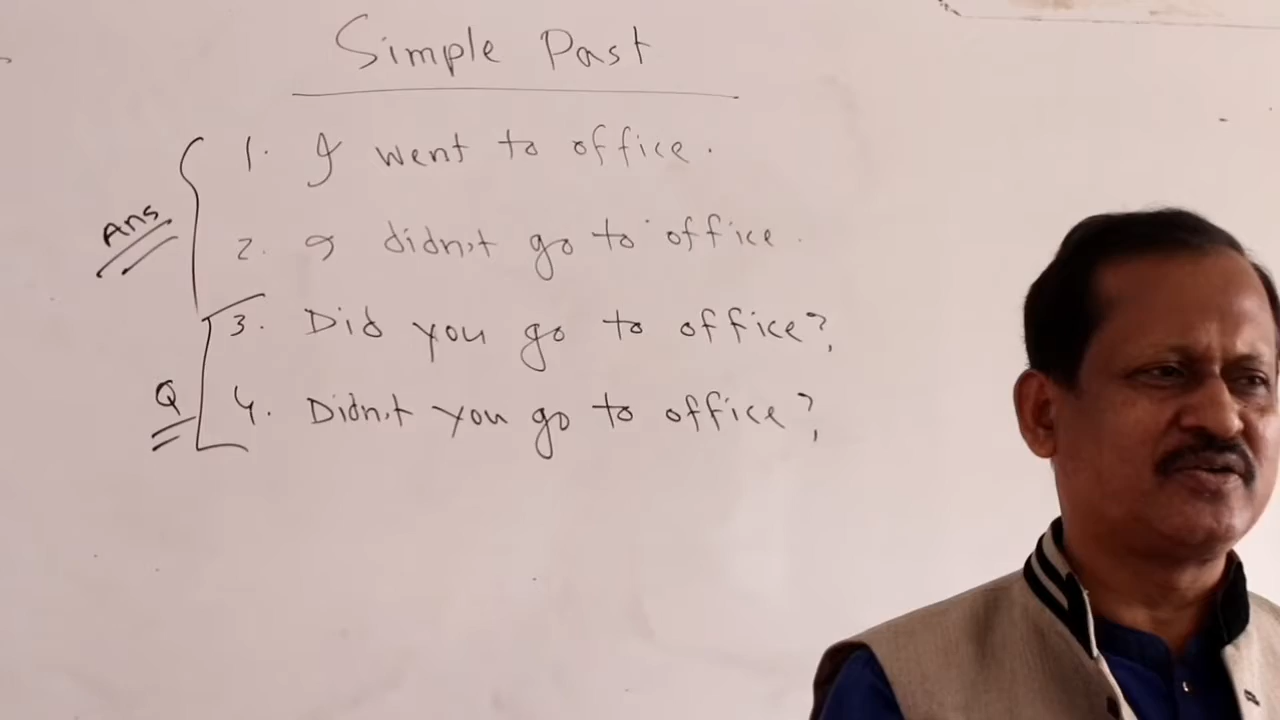 Simple Past
1. I went to office.
Ans
2. I didn't go to office.
3. Did you go to office?
Q
4. Didn't you go to office?